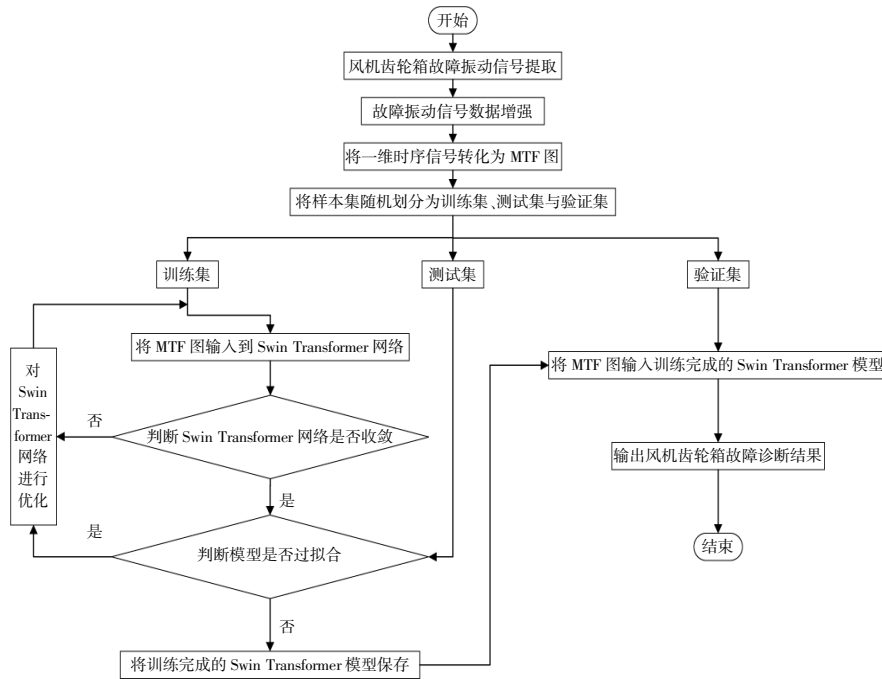 开始
风机齿轮箱故障振动信号提取
故障振动信号数据增强
将一维时序信号转化为 MTF 图
将样本集随机划分为训练集、测试集与验证集
训练集
测试集
验证集
将 MTF 图输入到 Swin Transformer 网络
将 MTF 图输入训练完成的 Swin Transformer 模型
对
Swin
Trans-
former
网络
进行
优化
否
判断 Swin Transformer 网络是否收敛
输出风机齿轮箱故障诊断结果
是
是
判断模型是否过拟合
结束
否
将训练完成的 Swin Transformer 模型保存